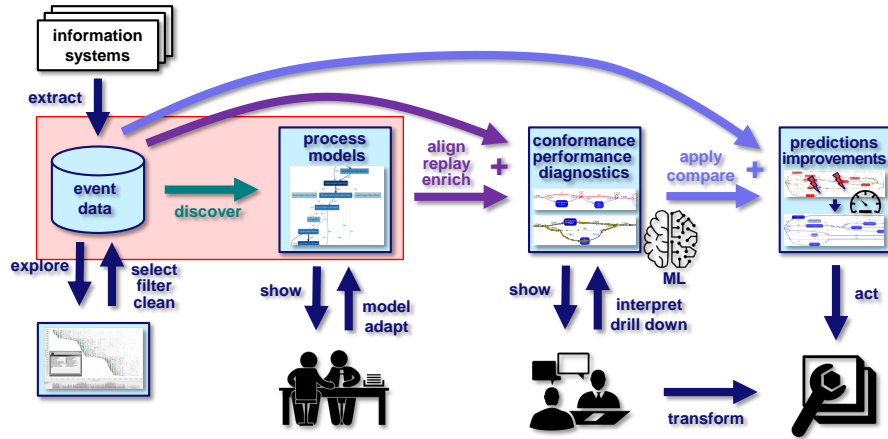 information
systems
extract
event
data
discover
process
models
align
replay
enrich
+
conformance
performance
diagnostics
apply
compare
+
predictions
improvements
ML
explore
select
filter
clean
show
model
adapt
show
interpret
drill down
act
transform